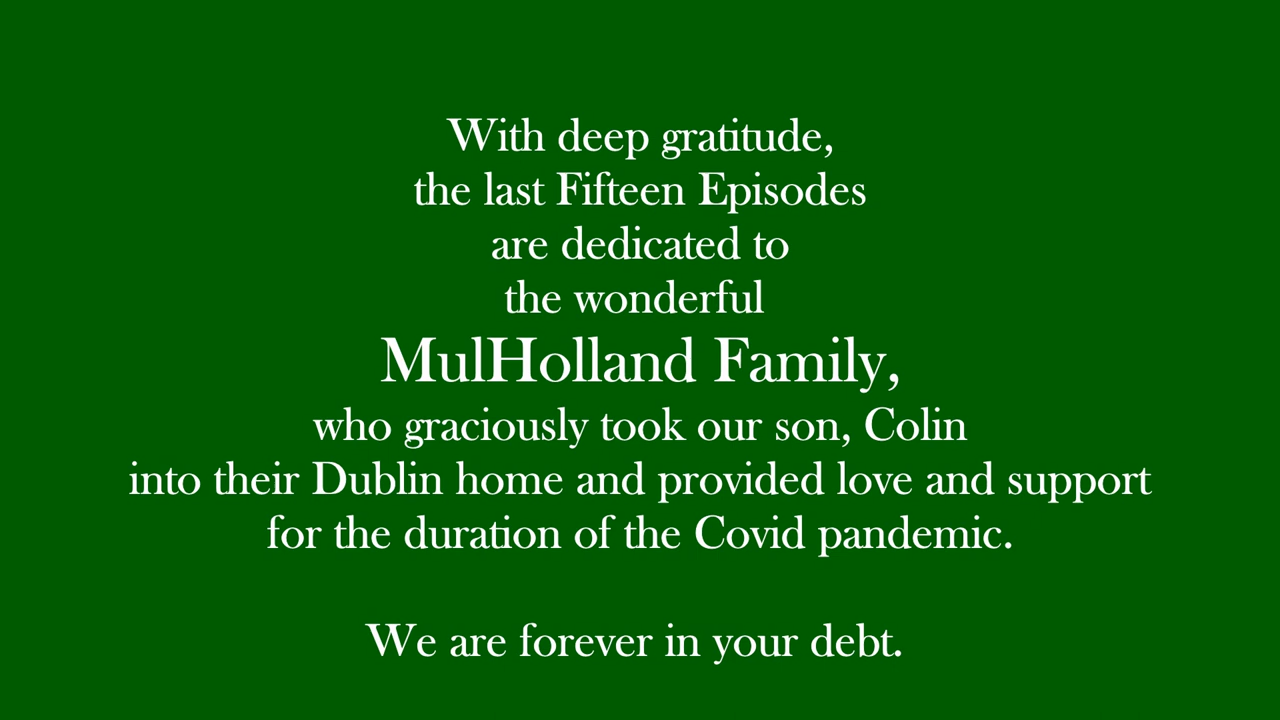 With deep gratitude,
the last Fifteen Episodes
are dedicated to
the wonderful
MulHolland Family,
who graciously took our son, Colin
into their Dublin home and provided love and support
for the duration of the Covid pandemic.
We are forever in your debt.